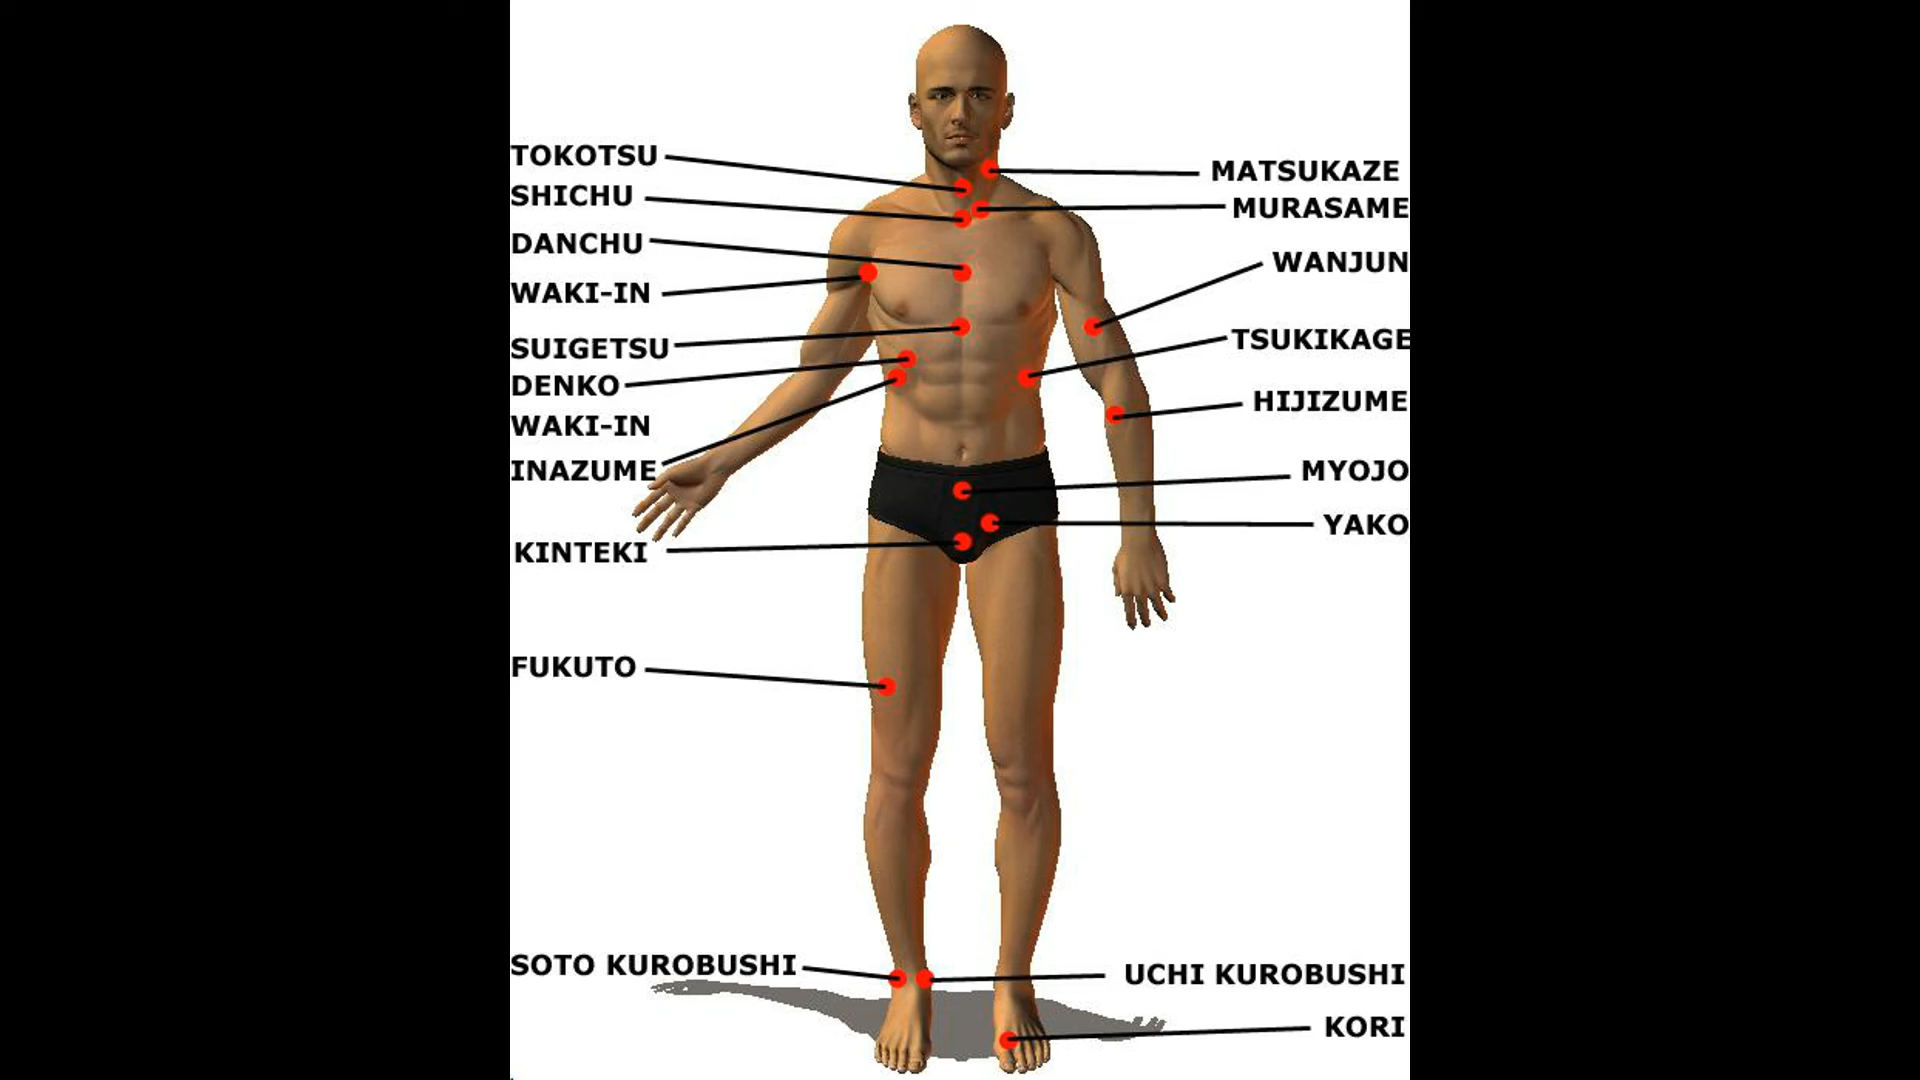 TOKOTSU
SHICHU
DANCHU
WAKI-IN
SUIGETSU
DENKO
WAKI-IN
INAZUME
KINTEKI
FUKUTO
SOTO KUROBUSHI
MATSUKAZE
MURASAME
WANJUN
TSUKIKAGE
HIJIZUME
MYOJO
YAKO
UCHI KUROBUSHI
KORI